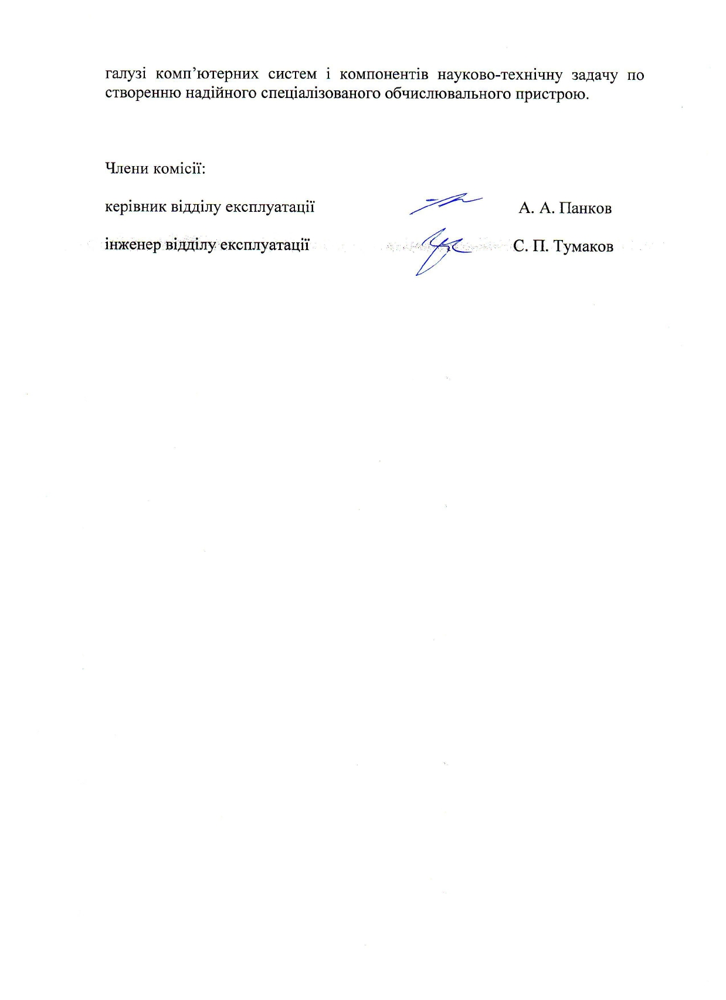 галузі комп’ютерних систем і компонентів науково-технічну задачу по
створенню надійного спеціалізованого обчислювального пристрою.
Члени комісії:
керівник відділу експлуатації А. А. Панков
інженер відділу експлуатації С. П. Тумаков